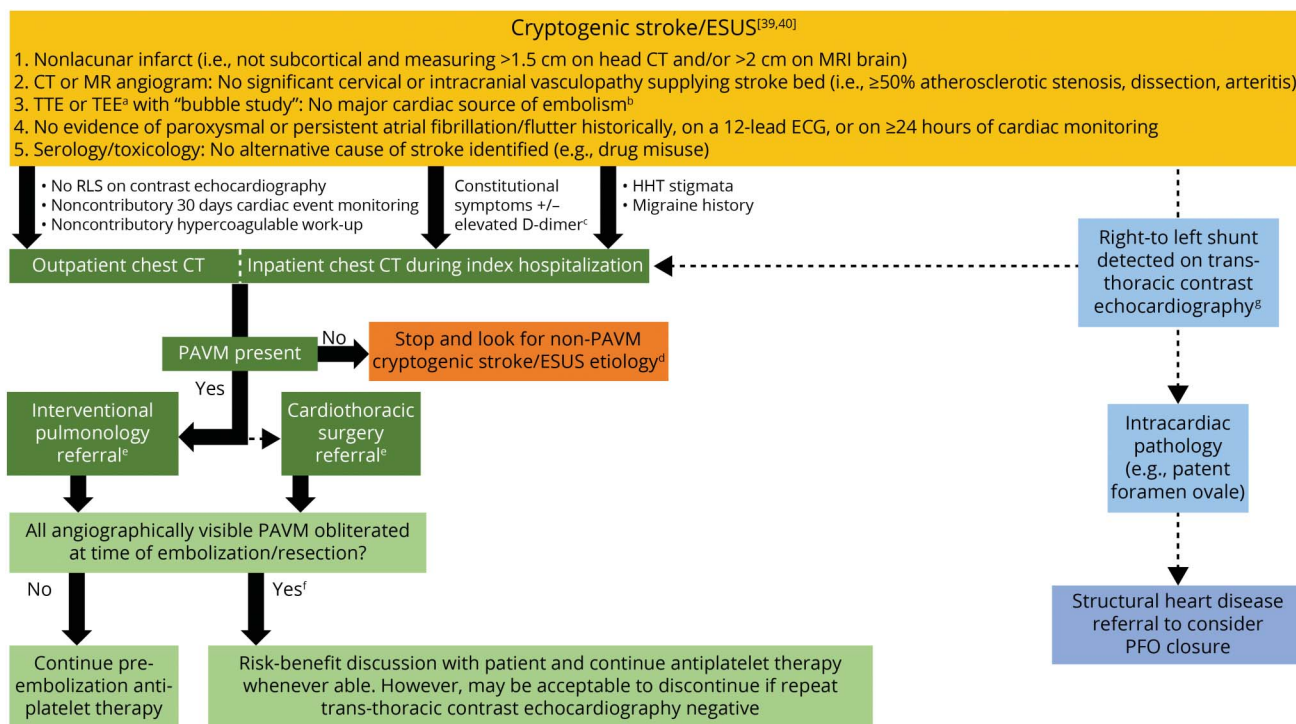 Cryptogenic stroke/ESUS[39,40]
1. Nonlacunar infarct (i.e., not subcortical and measuring >1.5 cm on head CT and/or >2 cm on MRI brain)
2. CT or MR angiogram: No significant cervical or intracranial vasculopathy supplying stroke bed (i.e., ≥50% atherosclerotic stenosis, dissection, arteritis)
3. TTE or TEEa with “bubble study”: No major cardiac source of embolismb
4. No evidence of paroxysmal or persistent atrial fibrillation/flutter historically, on a 12-lead ECG, or on ≥24 hours of cardiac monitoring
5. Serology/toxicology: No alternative cause of stroke identified (e.g., drug misuse)
• No RLS on contrast echocardiography
• Noncontributory 30 days cardiac event monitoring
• Noncontributory hypercoagulable work-up
Constitutional
symptoms +/–
elevated D-dimerc
• HHT stigmata
• Migraine history
Outpatient chest CT
Inpatient chest CT during index hospitalization
Right-to left shunt
detected on trans-
thoracic contrast
echocardiographyg
PAVM present
No
Stop and look for non-PAVM
cryptogenic stroke/ESUS etiologyd
Yes
Interventional
pulmonology
referrale
Cardiothoracic
surgery
referrale
Intracardiac
pathology
(e.g., patent
foramen ovale)
All angiographically visible PAVM obliterated
at time of embolization/resection?
No
Yesf
Structural heart disease
referral to consider
PFO closure
Continue pre-
embolization anti-
platelet therapy
Risk-benefit discussion with patient and continue antiplatelet therapy
whenever able. However, may be acceptable to discontinue if repeat
trans-thoracic contrast echocardiography negative